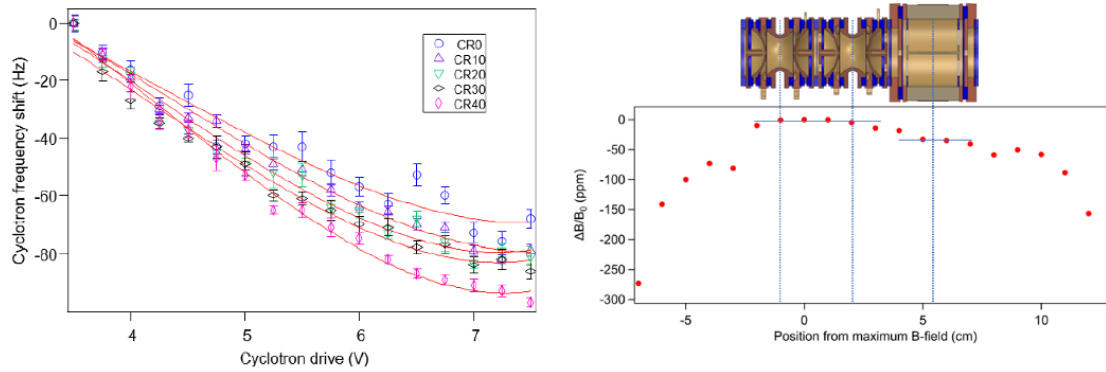 0
-20
-40
-60
-80
Cyclotron frequency shift (Hz)
4
5
6
7
Cyclotron drive (V)
CR0
CR10
CR20
CR30
CR40
0
-50
-100
-150
-200
-250
-300
ΔB/B₀ (ppm)
-5
0
5
10
Position from maximum B-field (cm)